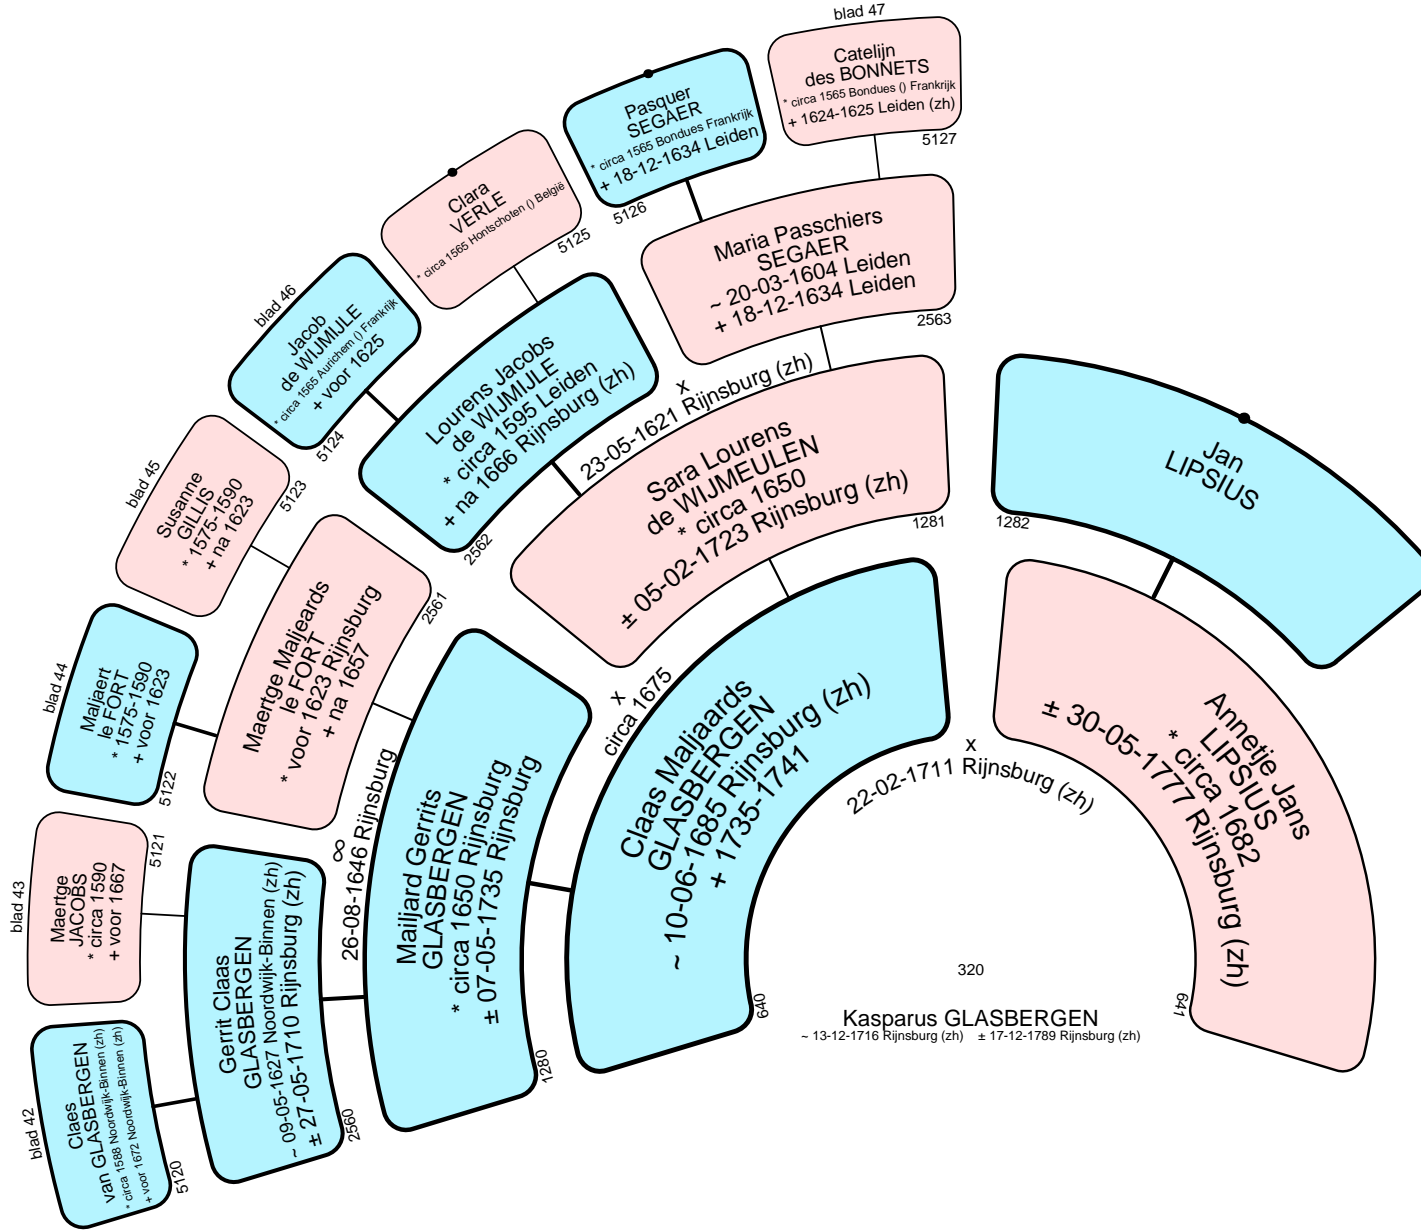 blad 47
Catelijn
des BONNETS
* circa 1565 Bondues () Frankrijk
+ 1624-1625 Leiden (zh)
5127
Pasquer
SEGAER
* circa 1565 Bondues Frankrijk
+ 18-12-1634 Leiden
5126
Clara
VERLE
* circa 1565 Hontschoten () België
5125
blad 46
Jacob
de WIJMIJLE
* circa 1565 Aurichem () Frankrijk
+ voor 1625
5124
blad 45
Susanne
GILLIS
* 1575-1590
+ na 1623
5123
blad 44
Maljaert
le FORT
* 1575-1590
+ voor 1623
5122
blad 43
Maertge
JACOBS
* circa 1590
+ voor 1667
5121
blad 42
Claes
van GLASBERGEN
* circa 1588 Noordwijk-Binnen (zh)
+ voor 1672 Noordwijk-Binnen (zh)
5120
Maria Passchiers
SEGAER
~ 20-03-1604 Leiden
+ 18-12-1634 Leiden
2563
x
23-05-1621 Rijnsburg (zh)
Lourens Jacobs
de WIJMIJLE
* circa 1595 Leiden
+ na 1666 Rijnsburg (zh)
2562
Maertge Maljeards
le FORT
* voor 1623 Rijnsburg
+ na 1657
2561
∞
26-08-1646 Rijnsburg
Gerrit Claas
GLASBERGEN
~ 09-05-1627 Noordwijk-Binnen (zh)
± 27-05-1710 Rijnsburg (zh)
2560
Sara Lourens
de WIJMEULEN
* circa 1650
± 05-02-1723 Rijnsburg (zh)
1281
x
circa 1675
Mailjard Gerrits
GLASBERGEN
* circa 1650 Rijnsburg
± 07-05-1735 Rijnsburg
1280
Jan
LIPSIUS
1282
Claas Maljaards
GLASBERGEN
~ 10-06-1685 Rijnsburg (zh)
+ 1735-1741
640
x
22-02-1711 Rijnsburg (zh)
Annetje Jans
LIPSIUS
* circa 1682
± 30-05-1777 Rijnsburg (zh)
641
320
Kasparus GLASBERGEN
~ 13-12-1716 Rijnsburg (zh) ± 17-12-1789 Rijnsburg (zh)